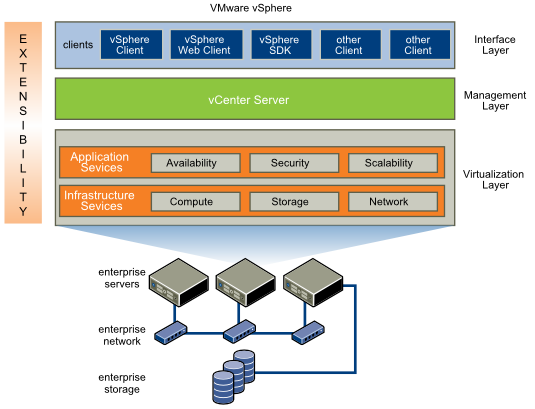 VMware vSphere
EXTENSIBILITY
clients
vSphere
Client
vSphere
Web Client
vSphere
SDK
other
Client
other
Client
Interface
Layer
vCenter Server
Management
Layer
Application
Sevices
Availability
Security
Scalability
Infrastructure
Sevices
Compute
Storage
Network
Virtualization
Layer
enterprise
servers
enterprise
network
enterprise
storage